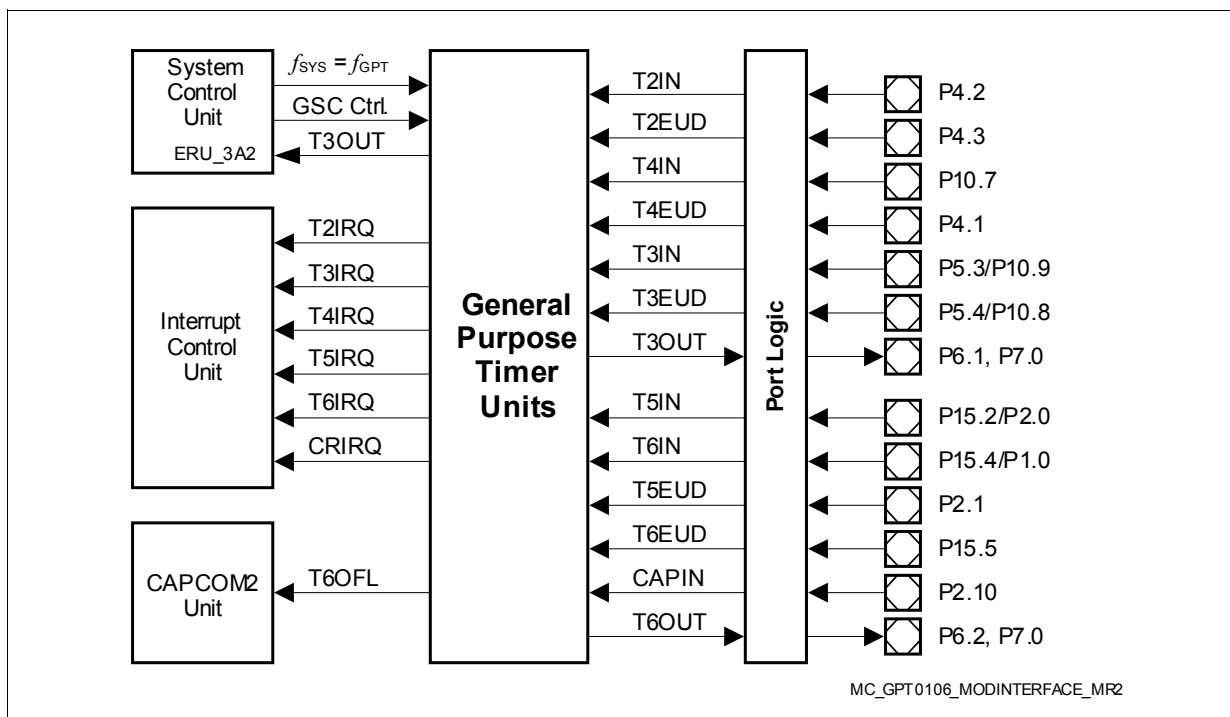 System
Control
Unit
ERU_3A2
fSYS = fGPT
GSC Ctrl.
T3OUT
Interrupt
Control
Unit
T2IRQ
T3IRQ
T4IRQ
T5IRQ
T6IRQ
CRIRQ
CAPCOM2
Unit
T6OFL
General
Purpose
Timer
Units
T2IN
T2EUD
T4IN
T4EUD
T3IN
T3EUD
T3OUT
T5IN
T6IN
T5EUD
T6EUD
CAPIN
T6OUT
Port Logic
P4.2
P4.3
P10.7
P4.1
P5.3/P10.9
P5.4/P10.8
P6.1, P7.0
P15.2/P2.0
P15.4/P1.0
P2.1
P15.5
P2.10
P6.2, P7.0
MC_GPT0106_MODINTERFACE_MR2